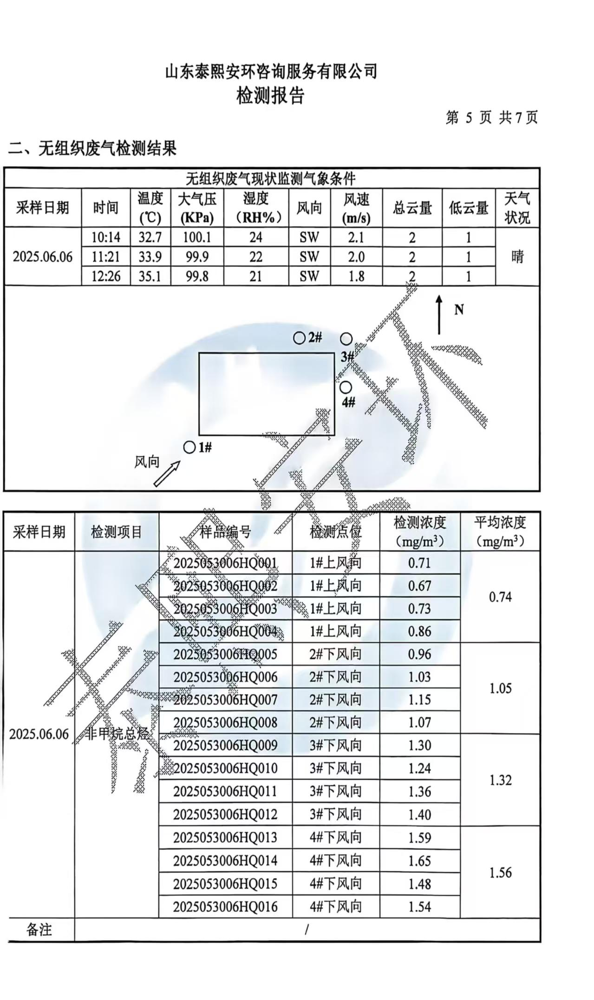 山东泰熙安环咨询服务有限公司
检测报告
第 5 页 共7页
二、无组织废气检测结果
无组织废气现状监测气象条件
采样日期 时间 温度(℃) 大气压(KPa) 湿度(RH%) 风向 风速(m/s) 总云量 低云量 天气状况
2025.06.06 10:14 32.7 100.1 24 SW 2.1 2 1 晴
11:21 33.9 99.9 22 SW 2.0 2 1
12:26 35.1 99.8 21 SW 1.8 2 1
N
2#
3#
4#
1#
风向
采样日期 检测项目 样品编号 检测点位 检测浓度(mg/m³) 平均浓度(mg/m³)
2025.06.06 非甲烷总烃 2025053006HQ001 1#上风向 0.71 0.74
2025053006HQ002 1#上风向 0.67
2025053006HQ003 1#上风向 0.73
2025053006HQ004 1#上风向 0.86
2025053006HQ005 2#下风向 0.96 1.05
2025053006HQ006 2#下风向 1.03
2025053006HQ007 2#下风向 1.15
2025053006HQ008 2#下风向 1.07
2025053006HQ009 3#下风向 1.30 1.32
2025053006HQ010 3#下风向 1.24
2025053006HQ011 3#下风向 1.36
2025053006HQ012 3#下风向 1.40
2025053006HQ013 4#下风向 1.59 1.56
2025053006HQ014 4#下风向 1.65
2025053006HQ015 4#下风向 1.48
2025053006HQ016 4#下风向 1.54
备注 /